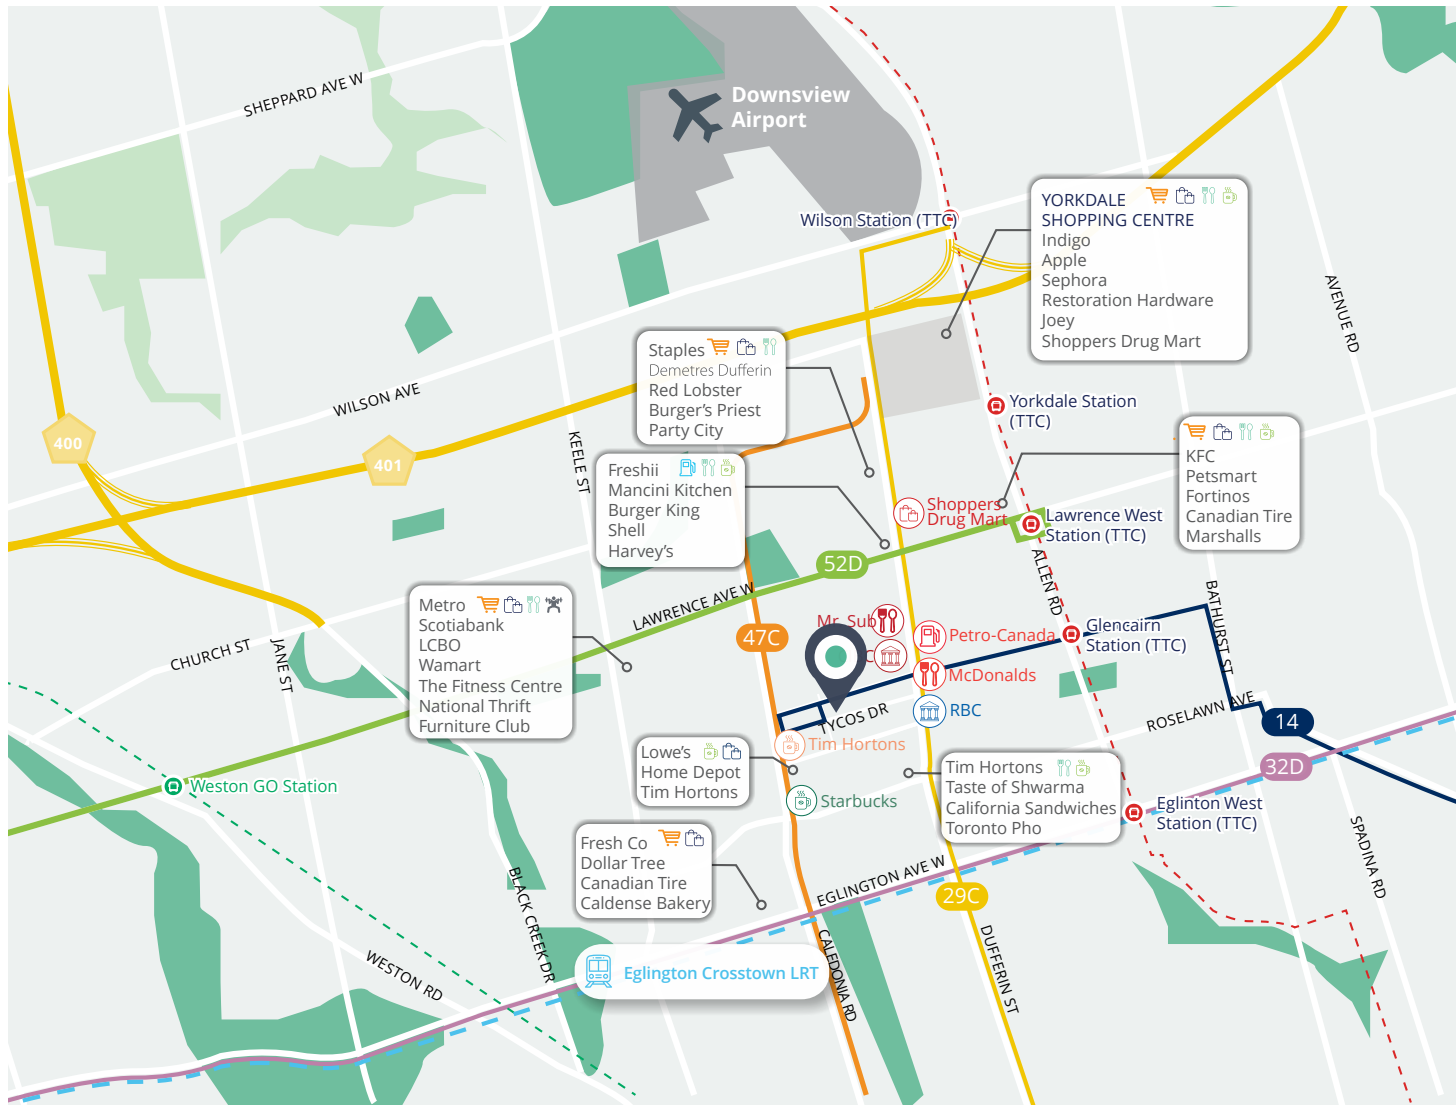 SHEPPARD AVE W
Downsview
Airport
Wilson Station (TTC)
YORKDALE
SHOPPING CENTRE
Indigo
Apple
Sephora
Restoration Hardware
Joey
Shoppers Drug Mart
AVENUE RD
Staples
Demetres Dufferin
Red Lobster
Burger's Priest
Party City
WILSON AVE
400
401
KEELE ST
Yorkdale Station
(TTC)
KFC
Petsmart
Fortinos
Canadian Tire
Marshalls
Freshii
Mancini Kitchen
Burger King
Shell
Harvey's
Shoppers
Drug Mart
Lawrence West
Station (TTC)
52D
ALLEN RD
BATHURST ST
LAWRENCE AVE W
Metro
Scotiabank
LCBO
Wamart
The Fitness Centre
National Thrift
Furniture Club
CHURCH ST
JANE ST
47C
Mr. Sub
Petro-Canada
Glencairn
Station (TTC)
McDonalds
RBC
TYCOS DR
ROSELAWN AVE
14
Tim Hortons
Lowe's
Home Depot
Tim Hortons
32D
Weston GO Station
Starbucks
Tim Hortons
Taste of Shwarma
California Sandwiches
Toronto Pho
Eglinton West
Station (TTC)
SPADINA RD
Fresh Co
Dollar Tree
Canadian Tire
Caldense Bakery
EGLINGTON AVE W
29C
BLACK CREEK DR
WESTON RD
Eglington Crosstown LRT
CALEDONIA RD
DUFFERIN ST